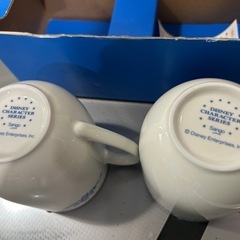 DISNEY
CHARACTER
SERIES
Sango
© Disney Enterprises, Inc.
DISNEY
CHARACTER
SERIES
Sango
© Disney Enterprises, Inc.